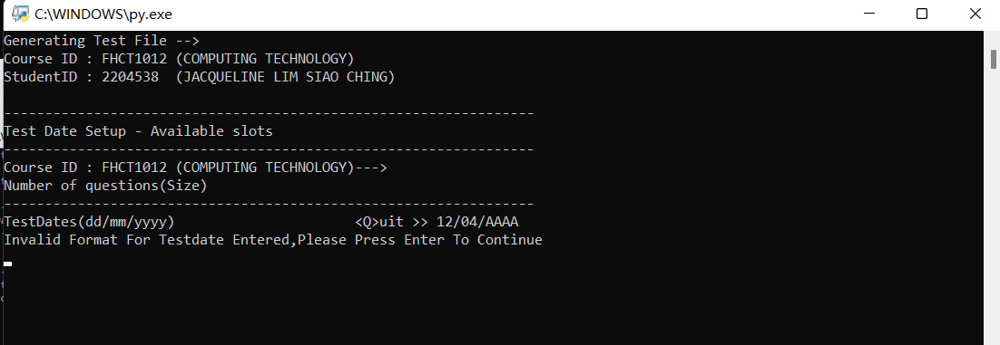 C:\WINDOWS\py.exe
Generating Test File -->
Course ID : FHCT1012 (COMPUTING TECHNOLOGY)
StudentID : 2204538  (JACQUELINE LIM SIAO CHING)
-----------------------------------------------------------------
Test Date Setup - Available slots
-----------------------------------------------------------------
Course ID : FHCT1012 (COMPUTING TECHNOLOGY)--->
Number of questions(Size)
-----------------------------------------------------------------
TestDates(dd/mm/yyyy)                      <Q>uit >> 12/04/AAAA
Invalid Format For Testdate Entered,Please Press Enter To Continue